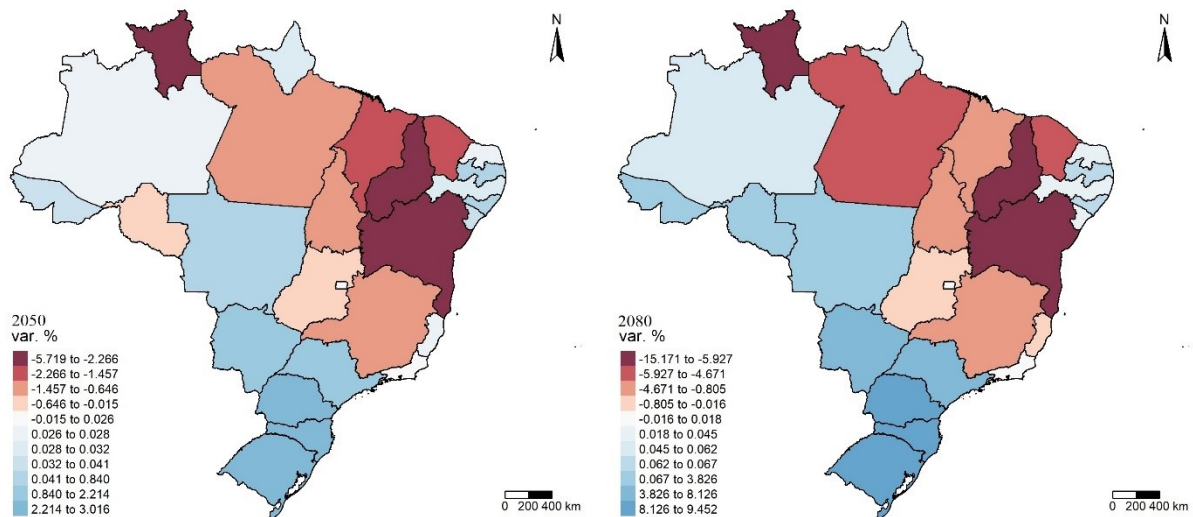 N
2050
var. %
-5.719 to -2.266
-2.266 to -1.457
-1.457 to -0.646
-0.646 to -0.015
-0.015 to 0.026
0.026 to 0.028
0.028 to 0.032
0.032 to 0.041
0.041 to 0.840
0.840 to 2.214
2.214 to 3.016
0 200 400 km
N
2080
var. %
-15.171 to -5.927
-5.927 to -4.671
-4.671 to -0.805
-0.805 to -0.016
-0.016 to 0.018
0.018 to 0.045
0.045 to 0.062
0.062 to 0.067
0.067 to 3.826
3.826 to 8.126
8.126 to 9.452
0 200 400 km